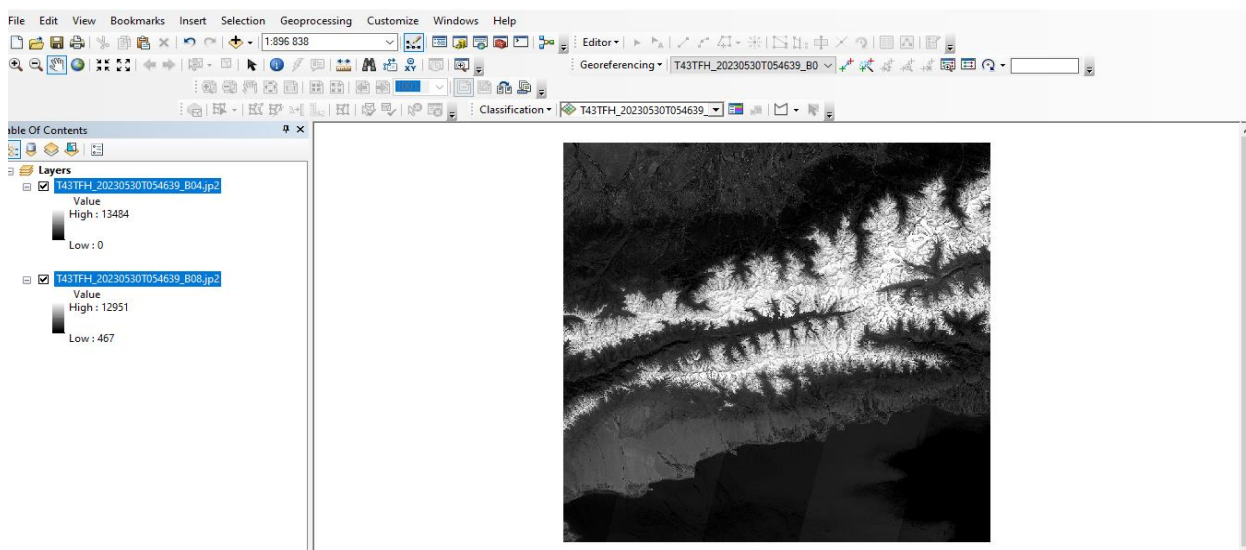 File Edit View Bookmarks Insert Selection Geoprocessing Customize Windows Help
1:896 838 Editor
Georeferencing T43TFH_20230530T054639_B0
Classification T43TFH_20230530T054639_
able Of Contents
Layers
T43TFH_20230530T054639_B04.jp2
Value
High : 13484
Low : 0
T43TFH_20230530T054639_B08.jp2
Value
High : 12951
Low : 467